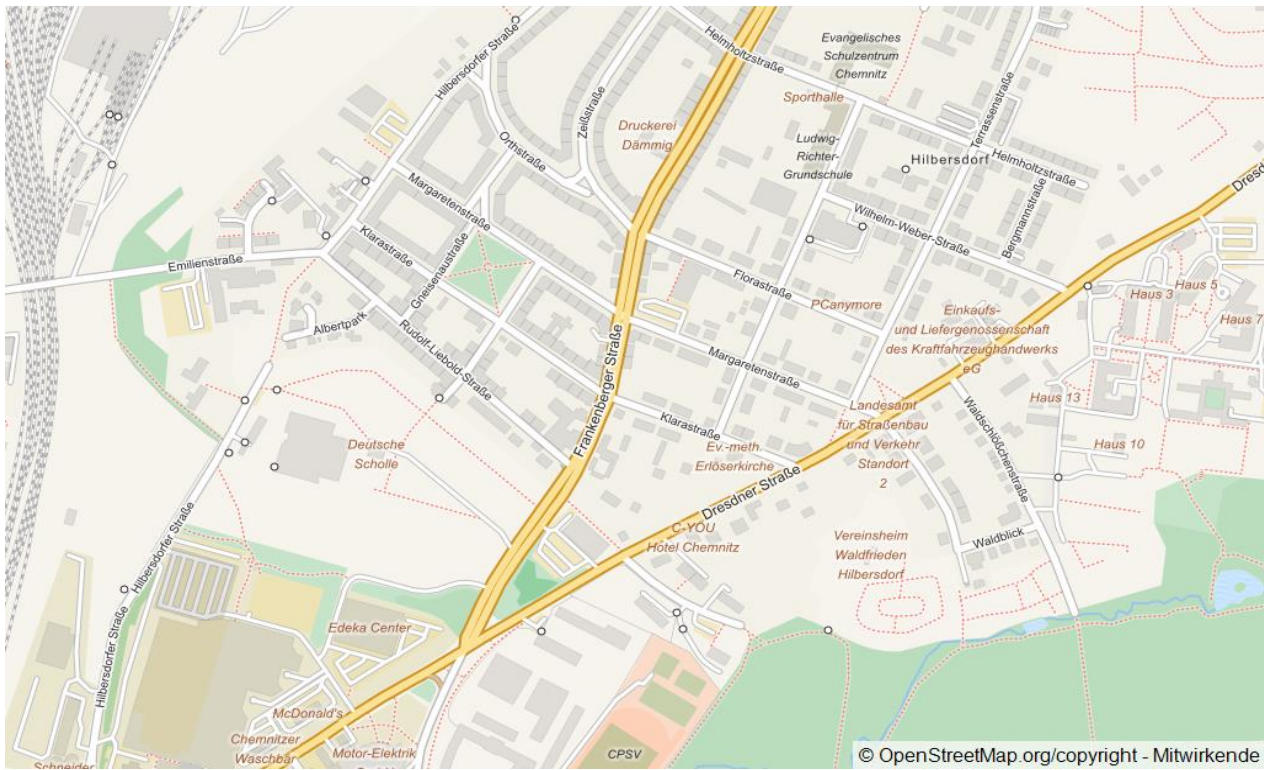 Hilbersdorfer Straße
Helmholtzstraße
Evangelisches
Schulzentrum
Chemnitz
Zeißstraße
Orthstraße
Druckerei
Dämmig
Sporthalle
Terrassenstraße
Ludwig-
Richter-
Grundschule
Hilbersdorf
Helmholtzstraße
Margaretenstraße
Wilhelm-Weber-Straße
Bergmannstraße
Klarastraße
Gneisenaustraße
Emilienstraße
Florastraße
PCanymore
Haus 3
Haus 5
Haus 7
Albertpark
Rudolf-Liebold-Straße
Einkaufs-
und Liefergenossenschaft
des Kraftfahrzeughandwerks
eG
Frankenberger Straße
Margaretenstraße
Haus 13
Klarastraße
Landesamt
für Straßenbau
und Verkehr
Standort
2
Waldschlößchenstraße
Haus 10
Deutsche
Scholle
Ev.-meth.
Erlöserkirche
Dresdner Straße
C-YOU
Hotel Chemnitz
Vereinsheim
Waldfrieden
Hilbersdorf
Waldblick
Hilbersdorfer Straße
Edeka Center
Hilbersdorfer Straße
McDonald's
Chemnitzer
Waschbär
Motor-Elektrik
CPSV
Schneider
© OpenStreetMap.org/copyright - Mitwirkende